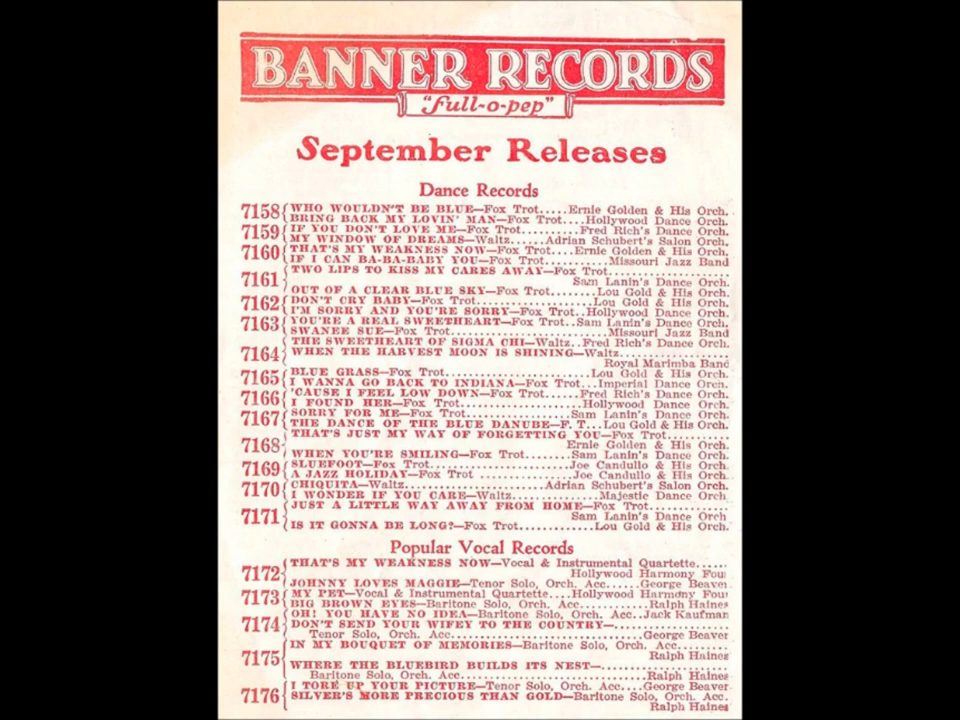 BANNER RECORDS
"full-o-pep"
September Releases
Dance Records
7158 { WHO WOULDN'T BE BLUE—Fox Trot.....Ernie Golden & His Orch.
BRING BACK MY LOVIN' MAN—Fox Trot....Hollywood Dance Orch.
7159 { IF YOU DON'T LOVE ME—Fox Trot..........Fred Rich's Dance Orch.
MY WINDOW OF DREAMS—Waltz......Adrian Schubert's Salon Orch.
7160 { THAT'S MY WEAKNESS NOW—Fox Trot....Ernie Golden & His Orch.
IF I CAN BA-BA-BABY YOU—Fox Trot...........Missouri Jazz Band
7161 { TWO LIPS TO KISS MY CARES AWAY—Fox Trot....................
Sam Lanin's Dance Orch.
OUT OF A CLEAR BLUE SKY—Fox Trot........Lou Gold & His Orch.
7162 { DON'T CRY BABY—Fox Trot....................Lou Gold & His Orch.
I'M SORRY AND YOU'RE SORRY—Fox Trot..Hollywood Dance Orch.
7163 { YOU'RE A REAL SWEETHEART—Fox Trot..Sam Lanin's Dance Orch.
SWANEE SUE—Fox Trot...........................Missouri Jazz Band
7164 { THE SWEETHEART OF SIGMA CHI—Waltz..Fred Rich's Dance Orch.
WHEN THE HARVEST MOON IS SHINING—Waltz..................
Royal Marimba Band
7165 { BLUE GRASS—Fox Trot.........................Lou Gold & His Orch.
I WANNA GO BACK TO INDIANA—Fox Trot...Imperial Dance Orch.
7166 { 'CAUSE I FEEL LOW DOWN—Fox Trot......Fred Rich's Dance Orch.
I FOUND HER—Fox Trot......................Hollywood Dance Orch.
7167 { SORRY FOR ME—Fox Trot..................Sam Lanin's Dance Orch.
THE DANCE OF THE BLUE DANUBE—F. T...Lou Gold & His Orch.
7168 { THAT'S JUST MY WAY OF FORGETTING YOU—Fox Trot...........
Ernie Golden & His Orch.
WHEN YOU'RE SMILING—Fox Trot........Sam Lanin's Dance Orch.
7169 { SLUEFOOT—Fox Trot........................Joe Candullo & His Orch.
A JAZZ HOLIDAY—Fox Trot ................Joe Candullo & His Orch.
7170 { CHIQUITA—Waltz........................Adrian Schubert's Salon Orch.
I WONDER IF YOU CARE—Waltz...............Majestic Dance Orch
7171 { JUST A LITTLE WAY AWAY FROM HOME—Fox Trot..............
Sam Lanin's Dance Orch
IS IT GONNA BE LONG?—Fox Trot.............Lou Gold & His Orch.
Popular Vocal Records
7172 { THAT'S MY WEAKNESS NOW—Vocal & Instrumental Quartette.....
Hollywood Harmony Four
JOHNNY LOVES MAGGIE—Tenor Solo, Orch. Acc......George Beaver
7173 { MY PET—Vocal & Instrumental Quartette....Hollywood Harmony Four
BIG BROWN EYES—Baritone Solo, Orch. Acc............Ralph Haines
7174 { OH! YOU HAVE NO IDEA—Baritone Solo, Orch. Acc..Jack Kaufman
DON'T SEND YOUR WIFEY TO THE COUNTRY—..................
Tenor Solo, Orch. Acc..............................George Beaver
7175 { IN MY BOUQUET OF MEMORIES—Baritone Solo, Orch. Acc.........
Ralph Haines
WHERE THE BLUEBIRD BUILDS ITS NEST—....................
Baritone Solo, Orch. Acc.............................Ralph Haines
7176 { I TORE UP YOUR PICTURE—Tenor Solo, Orch. Acc....George Beaver
SILVER'S MORE PRECIOUS THAN GOLD—Baritone Solo, Orch. Acc.
Ralph Haines